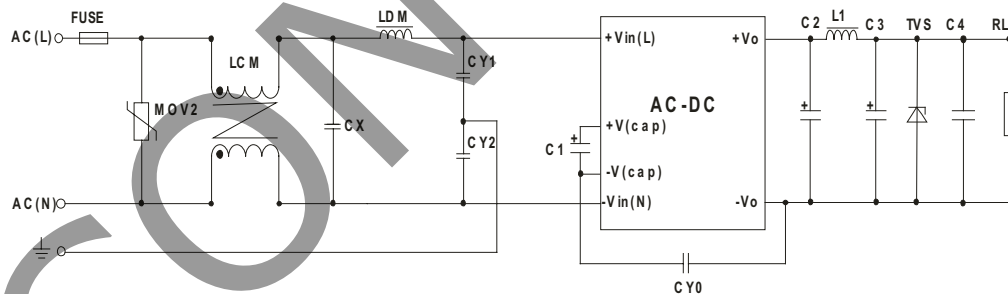 FUSE
AC(L)
LCM
MOV2
CX
LDM
CY1
CY2
AC(N)
C1
+Vin(L)
+V(cap)
-V(cap)
-Vin(N)
AC-DC
+Vo
-Vo
CY0
C2
L1
C3
TVS
C4
RL
+
+
+